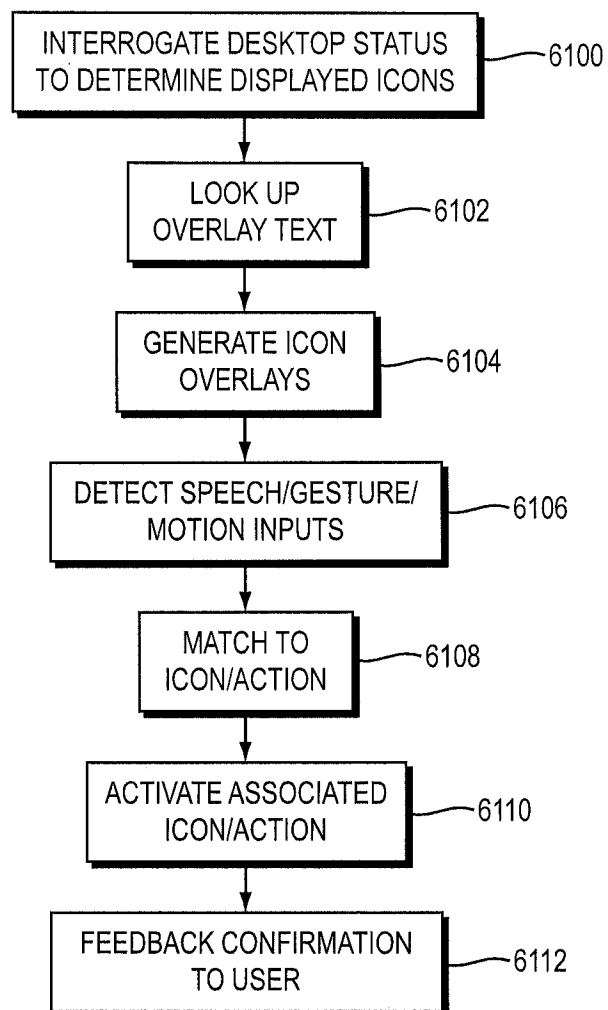 INTERROGATE DESKTOP STATUS
TO DETERMINE DISPLAYED ICONS
6100
LOOK UP
OVERLAY TEXT
6102
GENERATE ICON
OVERLAYS
6104
DETECT SPEECH/GESTURE/
MOTION INPUTS
6106
MATCH TO
ICON/ACTION
6108
ACTIVATE ASSOCIATED
ICON/ACTION
6110
FEEDBACK CONFIRMATION
TO USER
6112